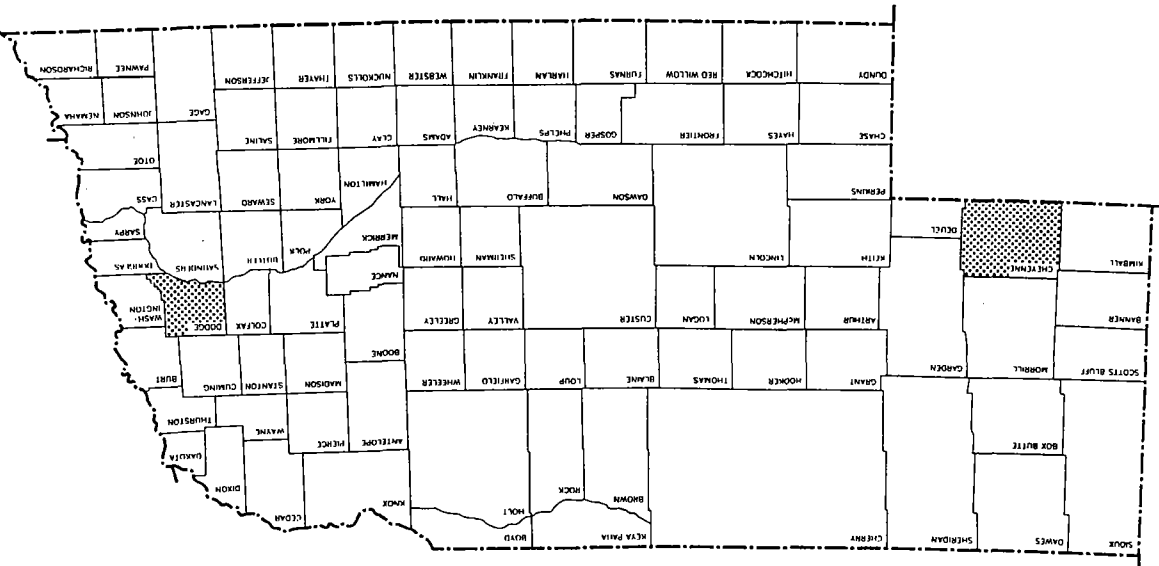 SIOUX
DAWES
SHERIDAN
CHERRY
KEYA PAHA
BOYD
BROWN
ROCK
HOLT
KNOX
CEDAR
DIXON
DAKOTA
BOX BUTTE
ANTELOPE
PIERCE
WAYNE
THURSTON
SCOTTS BLUFF
MORRILL
GARDEN
GRANT
HOOKER
THOMAS
BLAINE
LOUP
GARFIELD
WHEELER
BOONE
MADISON
STANTON
CUMING
BURT
BANNER
ARTHUR
McPHERSON
LOGAN
CUSTER
VALLEY
GREELEY
NANCE
PLATTE
COLFAX
DODGE
WASH-
INGTON
KIMBALL
CHEYENNE
DEUEL
KEITH
LINCOLN
SHERMAN
HOWARD
MERRICK
POLK
BUTLER
SAUNDERS
DOUGLAS
SARPY
PERKINS
DAWSON
BUFFALO
HALL
HAMILTON
YORK
SEWARD
LANCASTER
CASS
OTOE
CHASE
HAYES
FRONTIER
GOSPER
PHELPS
KEARNEY
ADAMS
CLAY
FILLMORE
SALINE
GAGE
JOHNSON
NEMAHA
DUNDY
HITCHCOCK
RED WILLOW
FURNAS
HARLAN
FRANKLIN
WEBSTER
NUCKOLLS
THAYER
JEFFERSON
PAWNEE
RICHARDSON